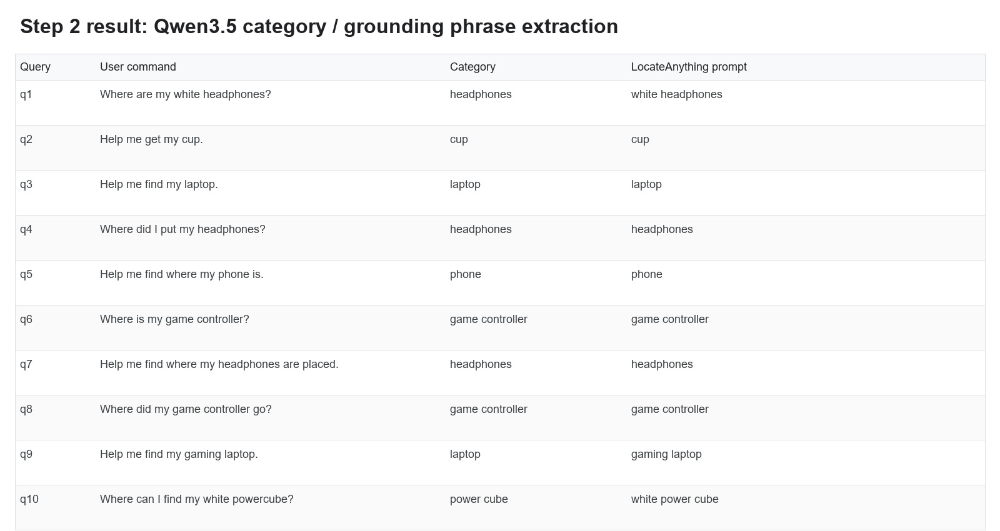 Step 2 result: Qwen3.5 category / grounding phrase extraction
Query User command Category LocateAnything prompt
q1 Where are my white headphones? headphones white headphones
q2 Help me get my cup. cup cup
q3 Help me find my laptop. laptop laptop
q4 Where did I put my headphones? headphones headphones
q5 Help me find where my phone is. phone phone
q6 Where is my game controller? game controller game controller
q7 Help me find where my headphones are placed. headphones headphones
q8 Where did my game controller go? game controller game controller
q9 Help me find my gaming laptop. laptop gaming laptop
q10 Where can I find my white powercube? power cube white power cube